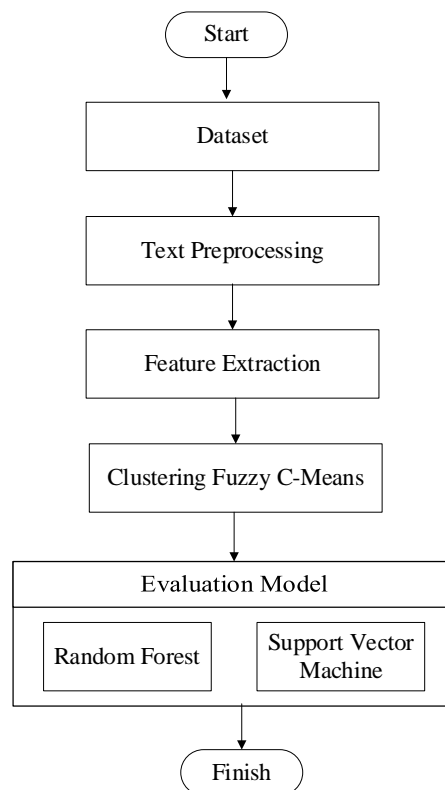 Start
Dataset
Text Preprocessing
Feature Extraction
Clustering Fuzzy C-Means
Evaluation Model
Random Forest
Support Vector
Machine
Finish